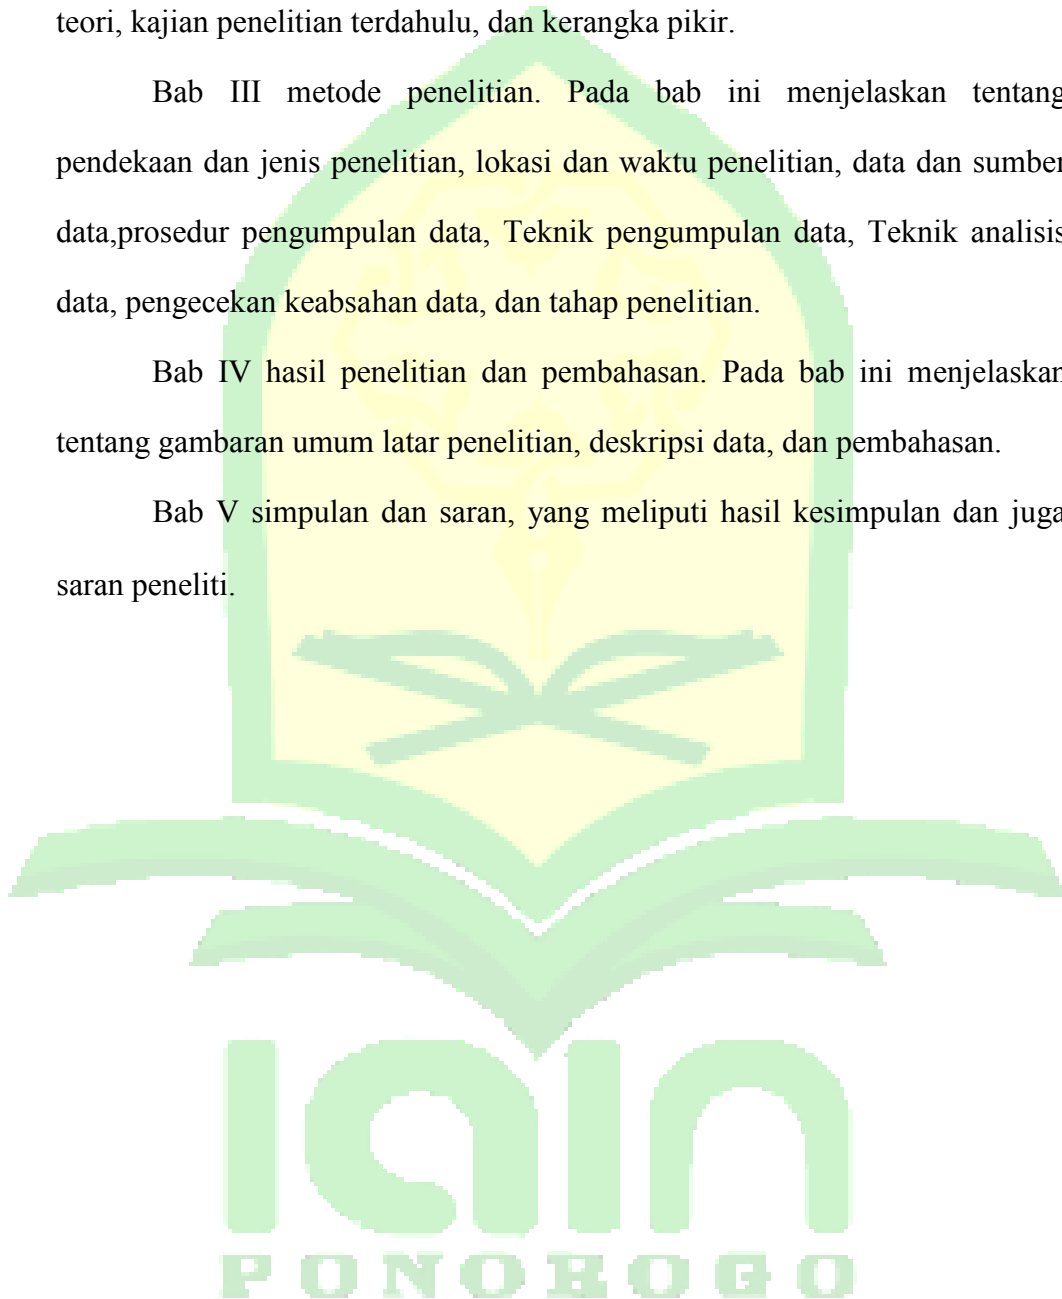 teori, kajian penelitian terdahulu, dan kerangka pikir.
Bab III metode penelitian. Pada bab ini menjelaskan tentang
pendekaan dan jenis penelitian, lokasi dan waktu penelitian, data dan sumber
data,prosedur pengumpulan data, Teknik pengumpulan data, Teknik analisis
data, pengecekan keabsahan data, dan tahap penelitian.
Bab IV hasil penelitian dan pembahasan. Pada bab ini menjelaskan
tentang gambaran umum latar penelitian, deskripsi data, dan pembahasan.
Bab V simpulan dan saran, yang meliputi hasil kesimpulan dan juga
saran peneliti.
iain
PONOROGO